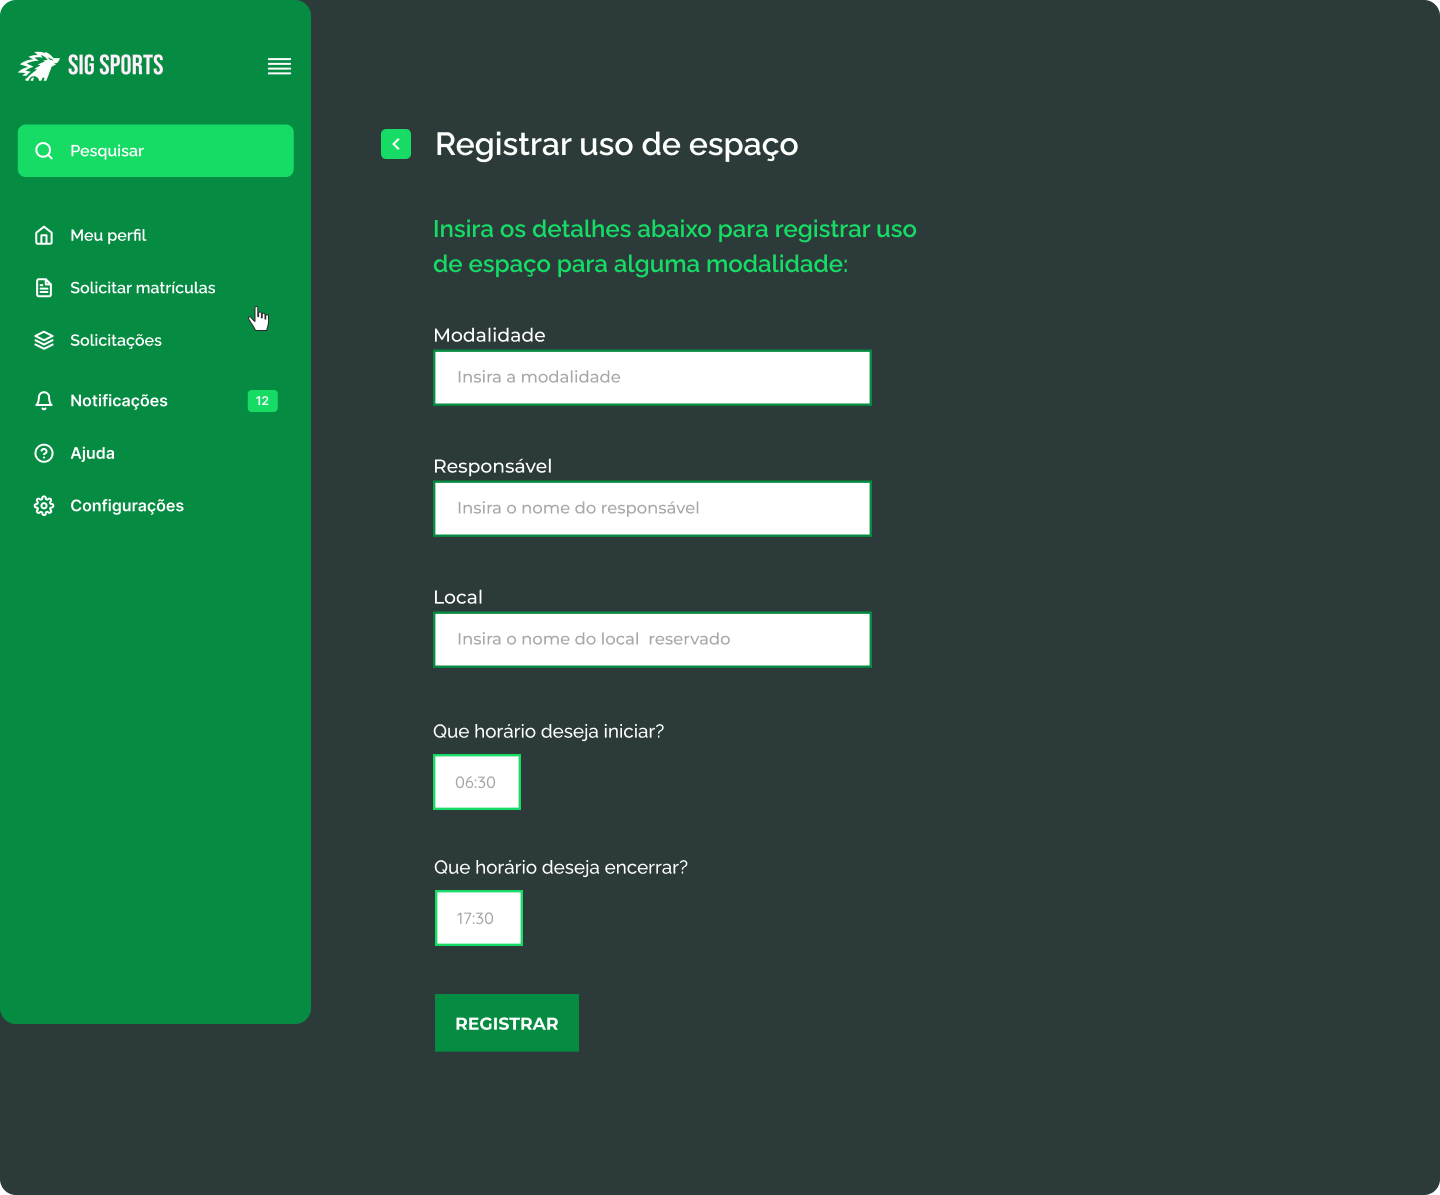 SIG SPORTS
Pesquisar
Meu perfil
Solicitar matrículas
Solicitações
Notificações 12
Ajuda
Configurações
Registrar uso de espaço
Insira os detalhes abaixo para registrar uso
de espaço para alguma modalidade:
Modalidade
Insira a modalidade
Responsável
Insira o nome do responsável
Local
Insira o nome do local  reservado
Que horário deseja iniciar?
06:30
Que horário deseja encerrar?
17:30
REGISTRAR